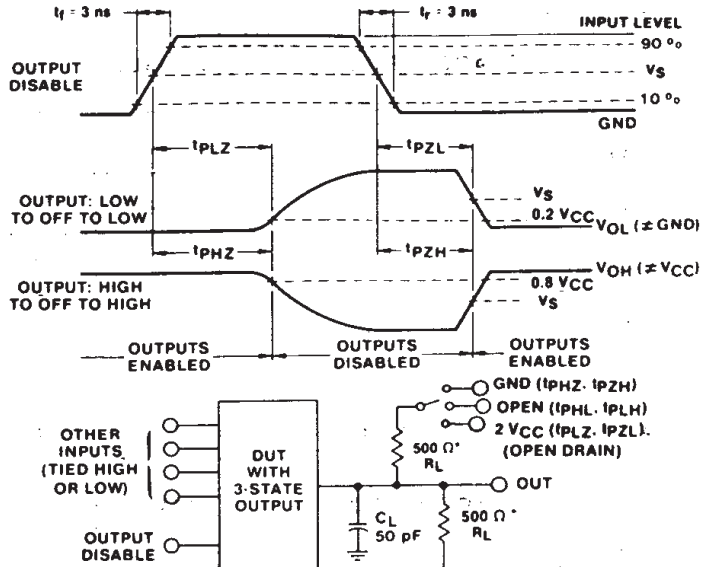 tf = 3 ns
tr = 3 ns
INPUT LEVEL
90 %
OUTPUT
DISABLE
VS
10 %
GND
tPLZ
tPZL
OUTPUT: LOW
TO OFF TO LOW
VS
0.2 VCC
VOL (≠ GND)
tPHZ
tPZH
OUTPUT: HIGH
TO OFF TO HIGH
VOH (≠ VCC)
0.8 VCC
VS
OUTPUTS
ENABLED
OUTPUTS
DISABLED
OUTPUTS
ENABLED
GND (tPHZ, tPZH)
OPEN (tPHL, tPLH)
2 VCC (tPLZ, tPZL),
(OPEN DRAIN)
OTHER
INPUTS
(TIED HIGH
OR LOW)
DUT
WITH
3-STATE
OUTPUT
500 Ω*
RL
OUT
CL
50 pF
500 Ω*
RL
OUTPUT
DISABLE